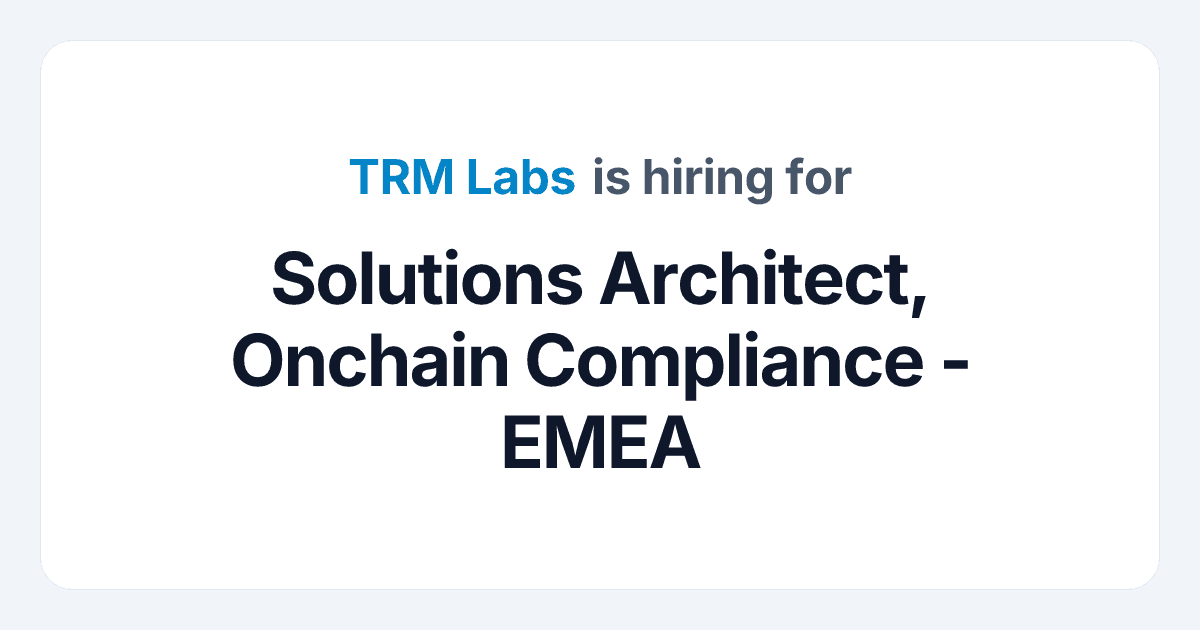 TRM Labs is hiring for
Solutions Architect,
Onchain Compliance -
EMEA